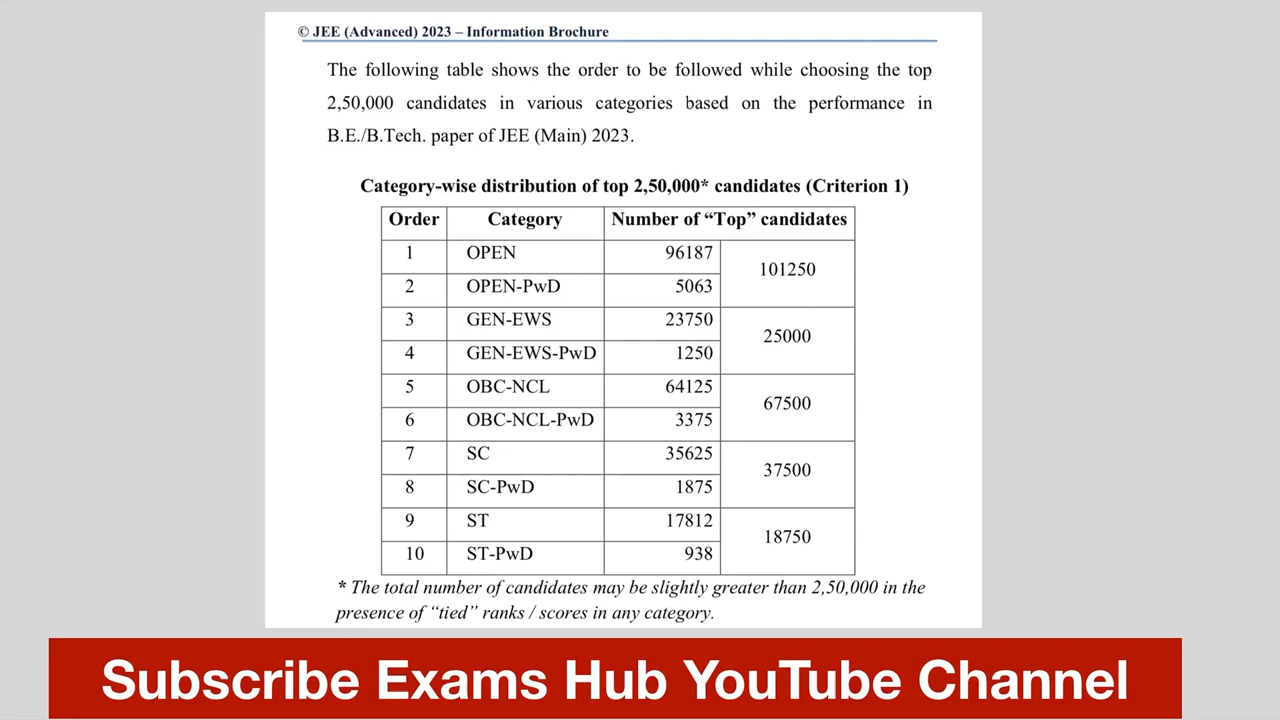 © JEE (Advanced) 2023 – Information Brochure
The following table shows the order to be followed while choosing the top
2,50,000 candidates in various categories based on the performance in
B.E./B.Tech. paper of JEE (Main) 2023.
Category-wise distribution of top 2,50,000* candidates (Criterion 1)
Order Category Number of “Top” candidates
1 OPEN 96187 101250
2 OPEN-PwD 5063
3 GEN-EWS 23750 25000
4 GEN-EWS-PwD 1250
5 OBC-NCL 64125 67500
6 OBC-NCL-PwD 3375
7 SC 35625 37500
8 SC-PwD 1875
9 ST 17812 18750
10 ST-PwD 938
* The total number of candidates may be slightly greater than 2,50,000 in the
presence of “tied” ranks / scores in any category.
Subscribe Exams Hub YouTube Channel